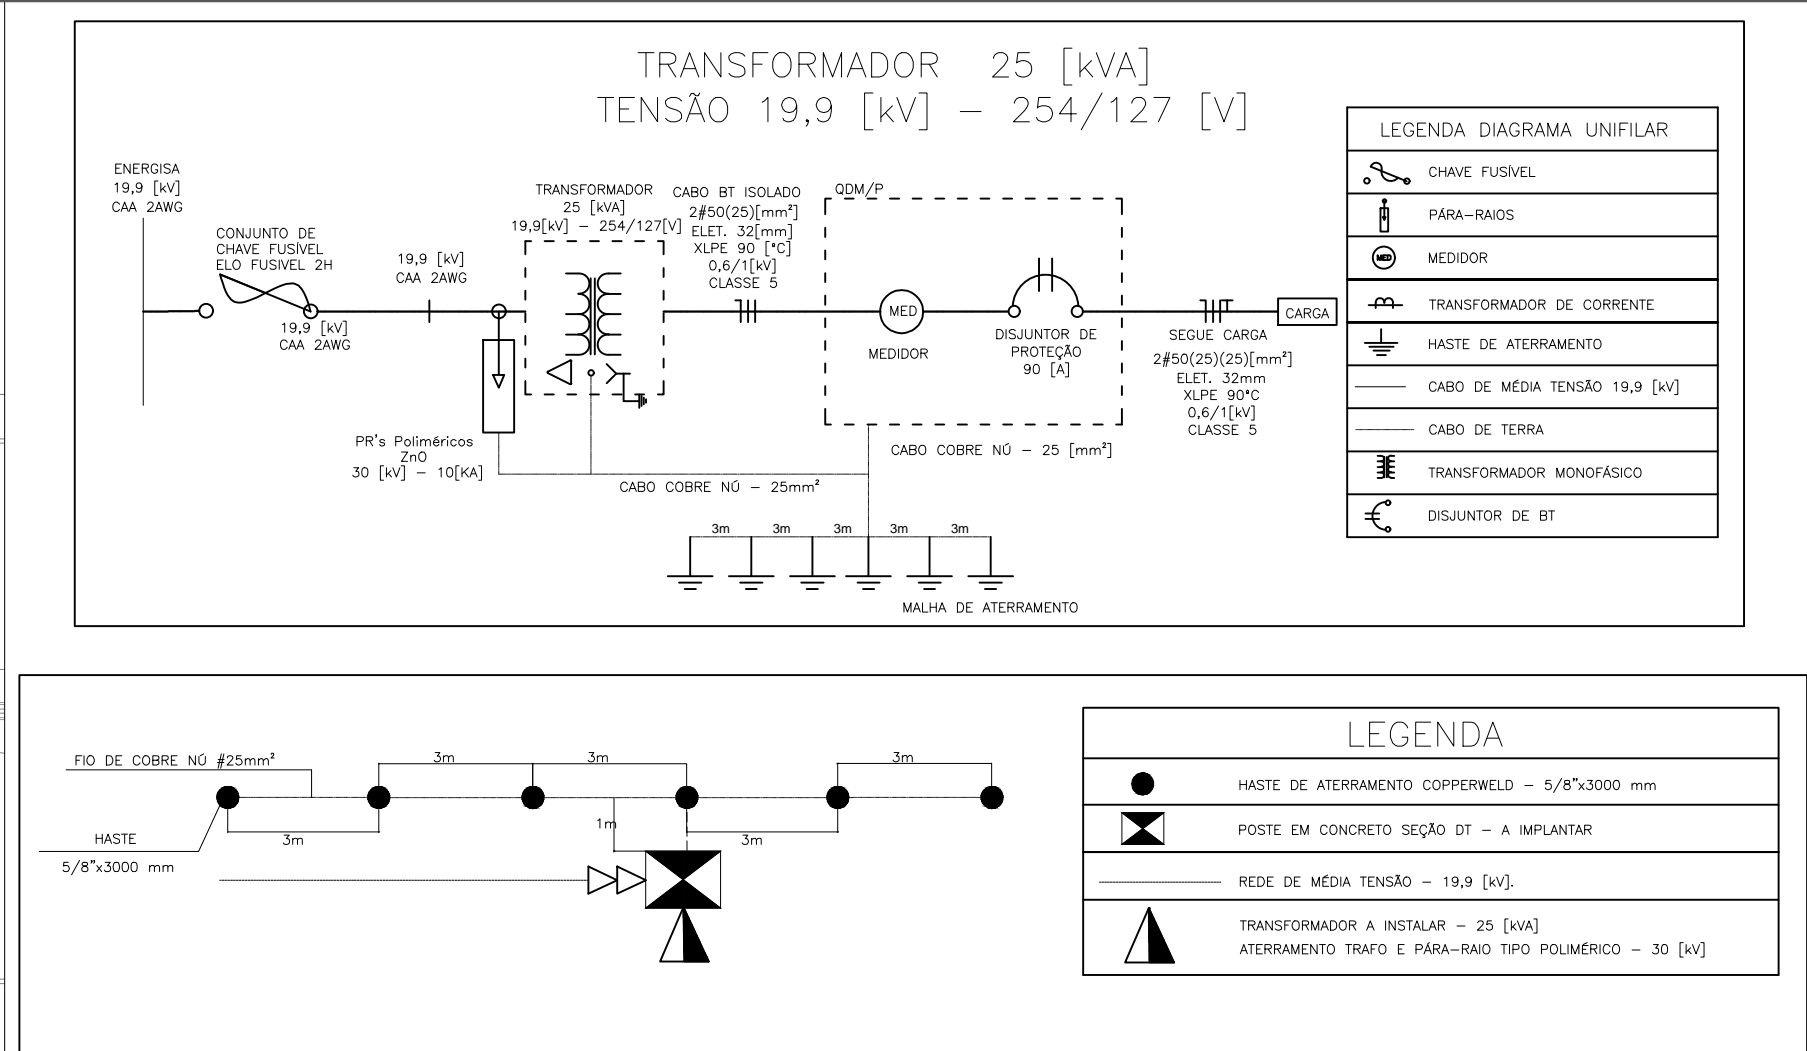 TRANSFORMADOR 25 [kVA]
TENSÃO 19,9 [kV] – 254/127 [V]
ENERGISA
19,9 [kV]
CAA 2AWG
CONJUNTO DE
CHAVE FUSÍVEL
ELO FUSIVEL 2H
19,9 [kV]
CAA 2AWG
19,9 [kV]
CAA 2AWG
PR's Poliméricos
ZnO
30 [kV] – 10[KA]
TRANSFORMADOR
25 [kVA]
19,9[kV] – 254/127[V]
CABO BT ISOLADO
2#50(25)[mm²]
ELET. 32[mm]
XLPE 90 [°C]
0,6/1[kV]
CLASSE 5
QDM/P
MED
MEDIDOR
DISJUNTOR DE
PROTEÇÃO
90 [A]
SEGUE CARGA
2#50(25)(25)[mm²]
ELET. 32mm
XLPE 90°C
0,6/1[kV]
CLASSE 5
CARGA
CABO COBRE NÚ – 25 [mm²]
CABO COBRE NÚ – 25mm²
3m
3m
3m
3m
3m
MALHA DE ATERRAMENTO
LEGENDA DIAGRAMA UNIFILAR
CHAVE FUSÍVEL
PÁRA–RAIOS
MED
MEDIDOR
TRANSFORMADOR DE CORRENTE
HASTE DE ATERRAMENTO
CABO DE MÉDIA TENSÃO 19,9 [kV]
CABO DE TERRA
TRANSFORMADOR MONOFÁSICO
DISJUNTOR DE BT
FIO DE COBRE NÚ #25mm²
3m
3m
3m
HASTE
5/8"x3000 mm
3m
1m
3m
LEGENDA
HASTE DE ATERRAMENTO COPPERWELD – 5/8"x3000 mm
POSTE EM CONCRETO SEÇÃO DT – A IMPLANTAR
REDE DE MÉDIA TENSÃO – 19,9 [kV].
TRANSFORMADOR A INSTALAR – 25 [kVA]
ATERRAMENTO TRAFO E PÁRA–RAIO TIPO POLIMÉRICO – 30 [kV]